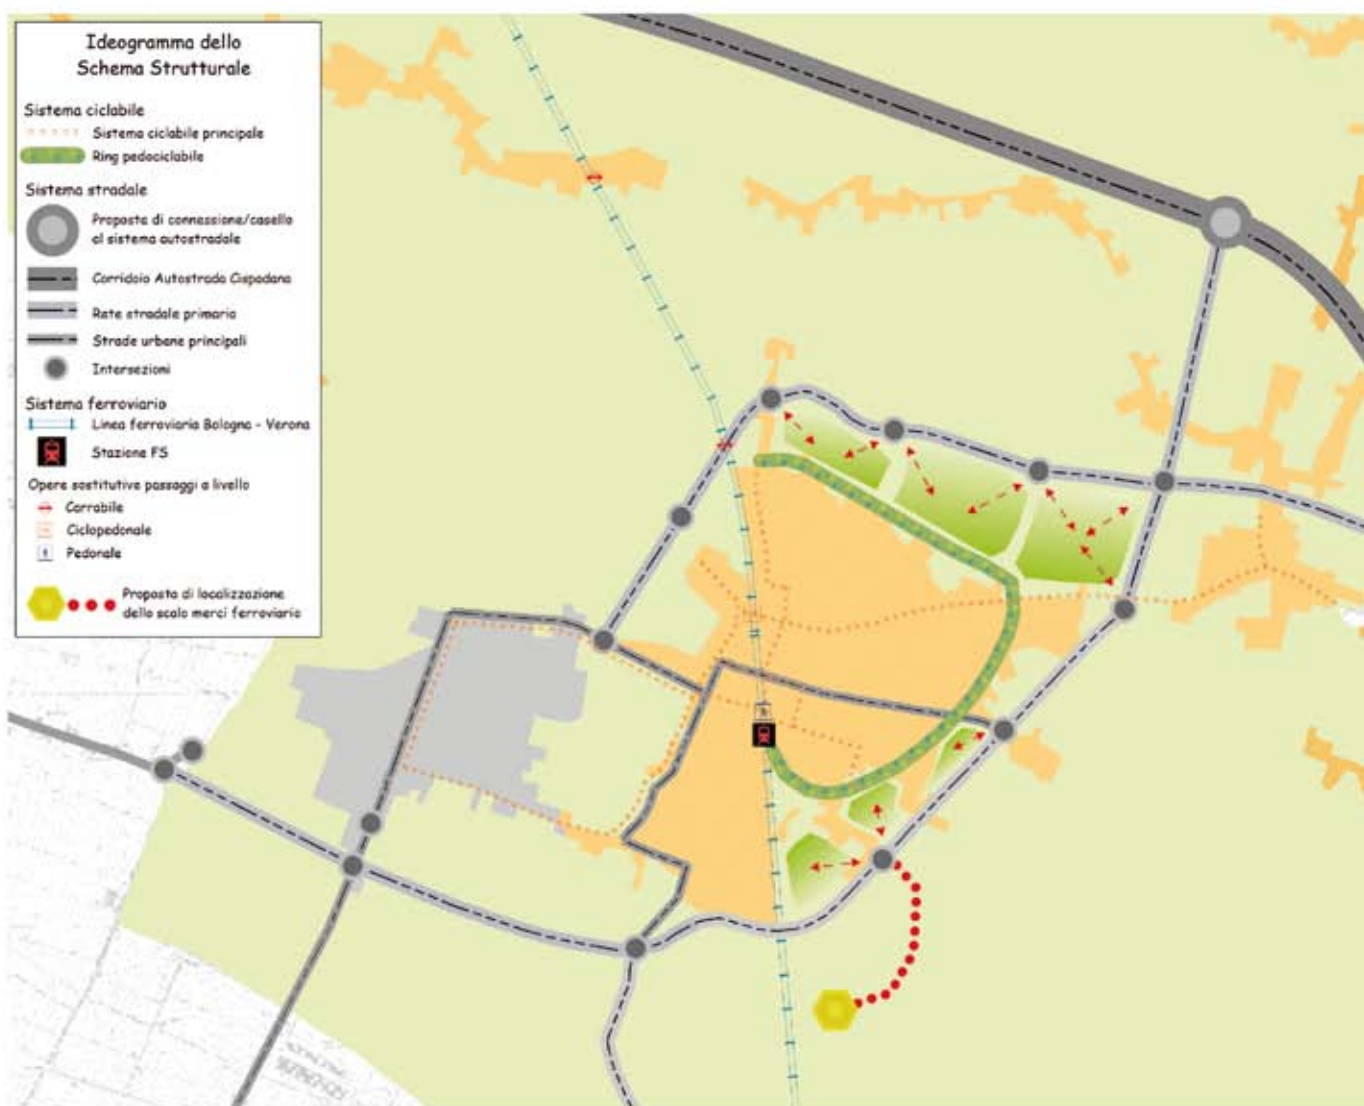 Ideogramma dello
Schema Strutturale
Sistema ciclabile
Sistema ciclabile principale
Ring pedociclabile
Sistema stradale
Proposta di connessione/casello
al sistema autostradale
Corridoio Autostrada Cispadana
Rete stradale primaria
Strade urbane principali
Intersezioni
Sistema ferroviario
Linea ferroviaria Bologna - Verona
Stazione FS
Opere sostitutive passaggi a livello
Carrabile
Ciclopedonale
Pedonale
Proposta di localizzazione
dello scalo merci ferroviario